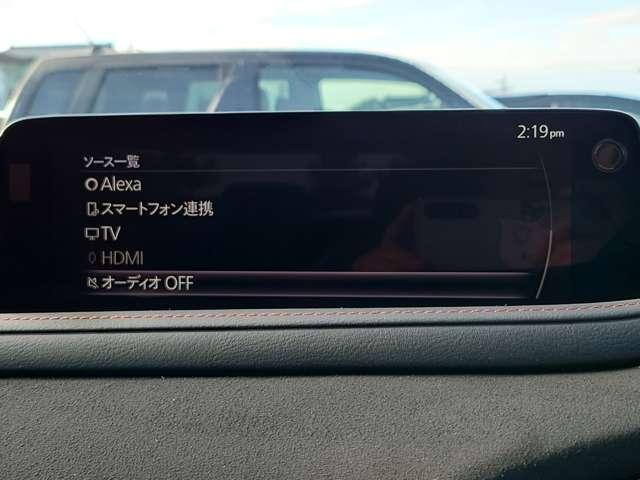 2:19pm
ソース一覧
Alexa
スマートフォン連携
TV
HDMI
オーディオ OFF